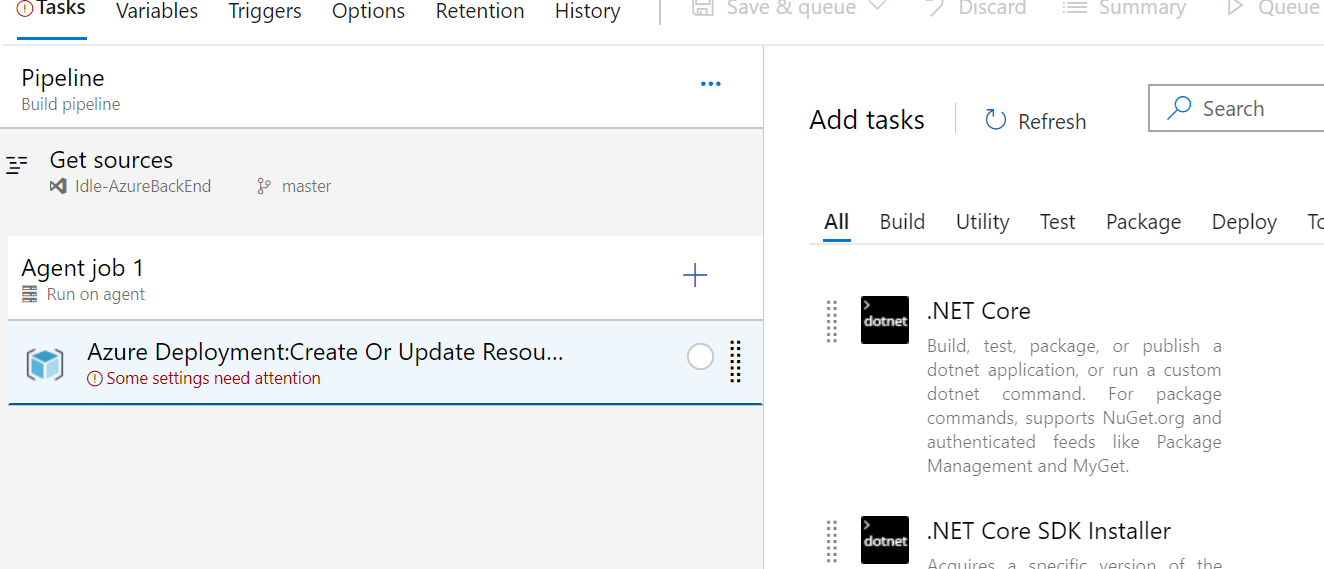 Tasks Variables Triggers Options Retention History Save & queue Discard Summary Queue
Pipeline
Build pipeline
Get sources
Idle-AzureBackEnd master
Agent job 1
Run on agent
Azure Deployment:Create Or Update Resou...
Some settings need attention
Add tasks Refresh Search
All Build Utility Test Package Deploy To
dotnet
.NET Core
Build, test, package, or publish a
dotnet application, or run a custom
dotnet command. For package
commands, supports NuGet.org and
authenticated feeds like Package
Management and MyGet.
dotnet
.NET Core SDK Installer
Acquires a specific version of the